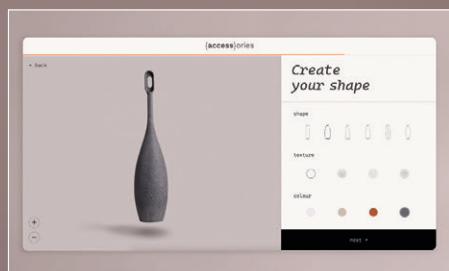 {access}ories
< back
Create
your shape
shape
texture
colour
+
−
next >